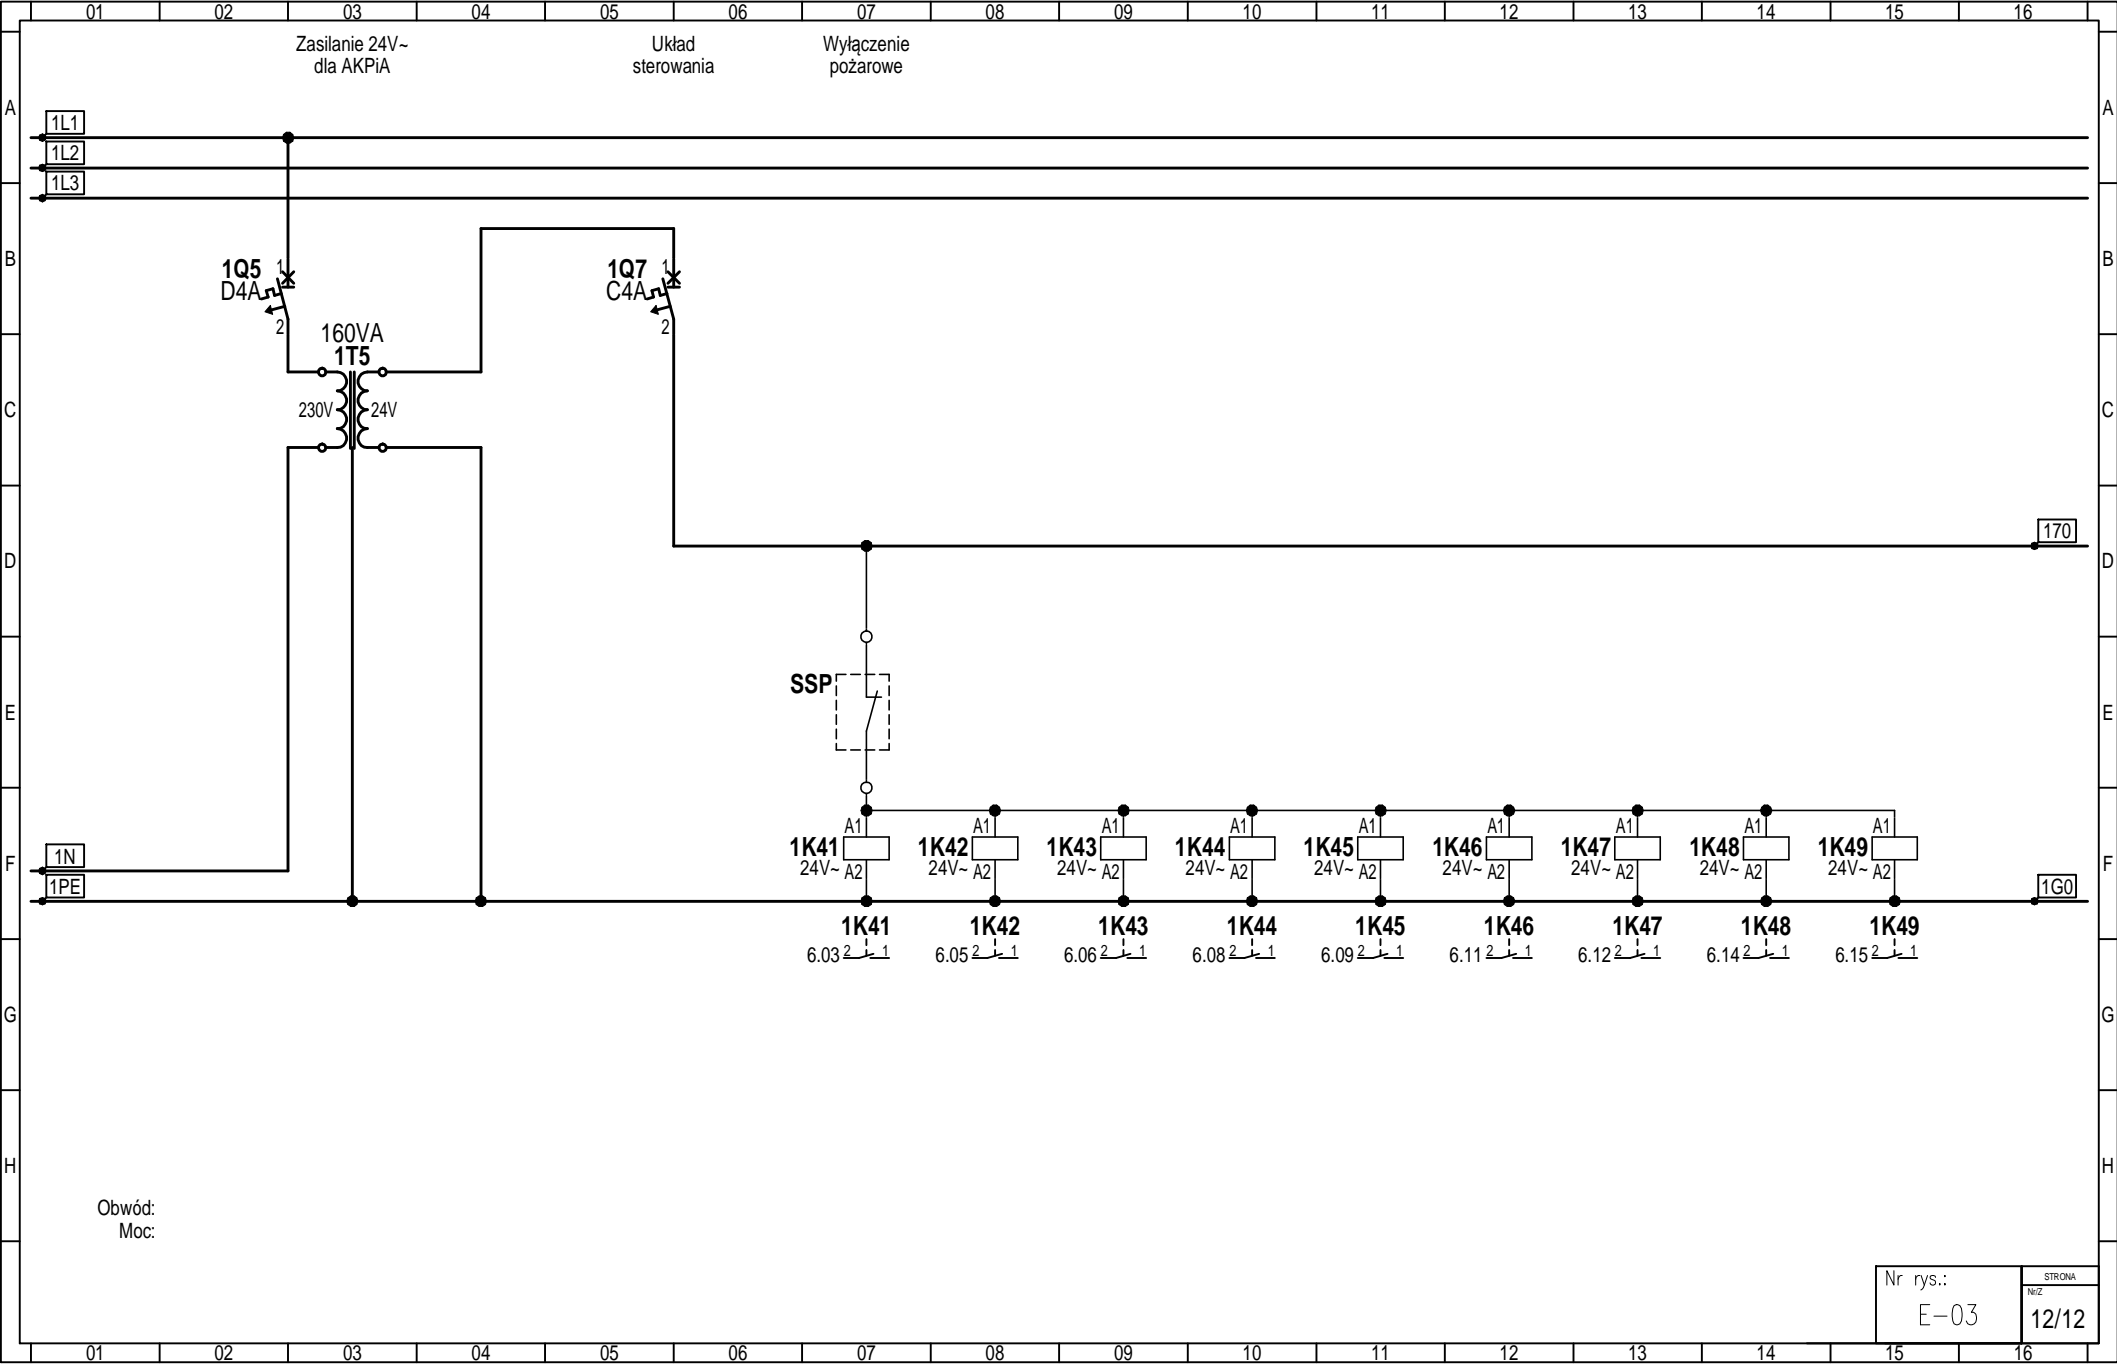 01 02 03 04 05 06 07 08 09 10 11 12 13 14 15 16
Zasilanie 24V~
dla AKPiA
Układ
sterowania
Wyłączenie
pożarowe
A A
1L1
1L2
1L3
B B
1Q5 1
D4A
2
1Q7 1
C4A
2
160VA
1T5
230V 24V
C C
170
D D
SSP
E E
A1 A1 A1 A1 A1 A1 A1 A1 A1
1K41 1K42 1K43 1K44 1K45 1K46 1K47 1K48 1K49
24V~ A2 24V~ A2 24V~ A2 24V~ A2 24V~ A2 24V~ A2 24V~ A2 24V~ A2 24V~ A2
F F
1N
1PE
1G0
1K41 1K42 1K43 1K44 1K45 1K46 1K47 1K48 1K49
6.03 2 1 6.05 2 1 6.06 2 1 6.08 2 1 6.09 2 1 6.11 2 1 6.12 2 1 6.14 2 1 6.15 2 1
G G
H H
Obwód:
Moc:
Nr rys.:
E-03
STRONA
Nr/Z
12/12
01 02 03 04 05 06 07 08 09 10 11 12 13 14 15 16